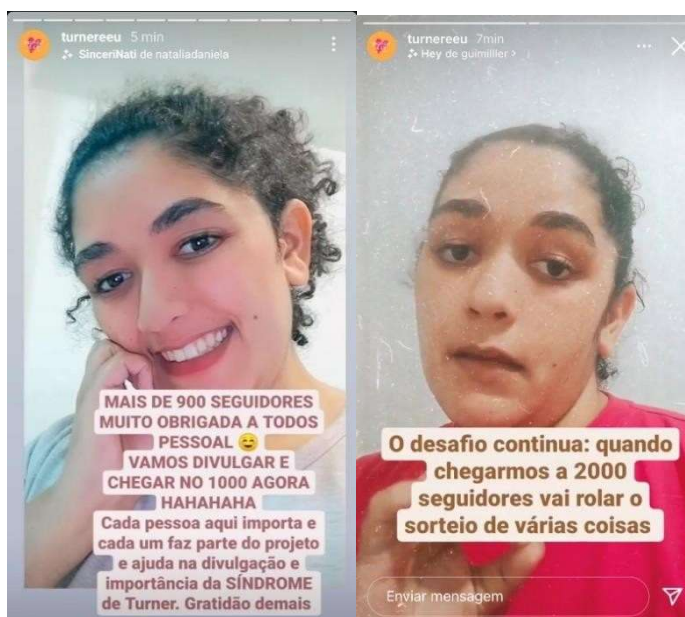 turnereeu 5 min
SinceriNati de nataliadaniela
MAIS DE 900 SEGUIDORES
MUITO OBRIGADA A TODOS
PESSOAL 😊
VAMOS DIVULGAR E
CHEGAR NO 1000 AGORA
HAHAHAHA
Cada pessoa aqui importa e
cada um faz parte do projeto
e ajuda na divulgação e
importância da SÍNDROME
de Turner. Gratidão demais
turnereeu 7min
Hey de guimiller >
O desafio continua: quando
chegarmos a 2000
seguidores vai rolar o
sorteio de várias coisas
Enviar mensagem